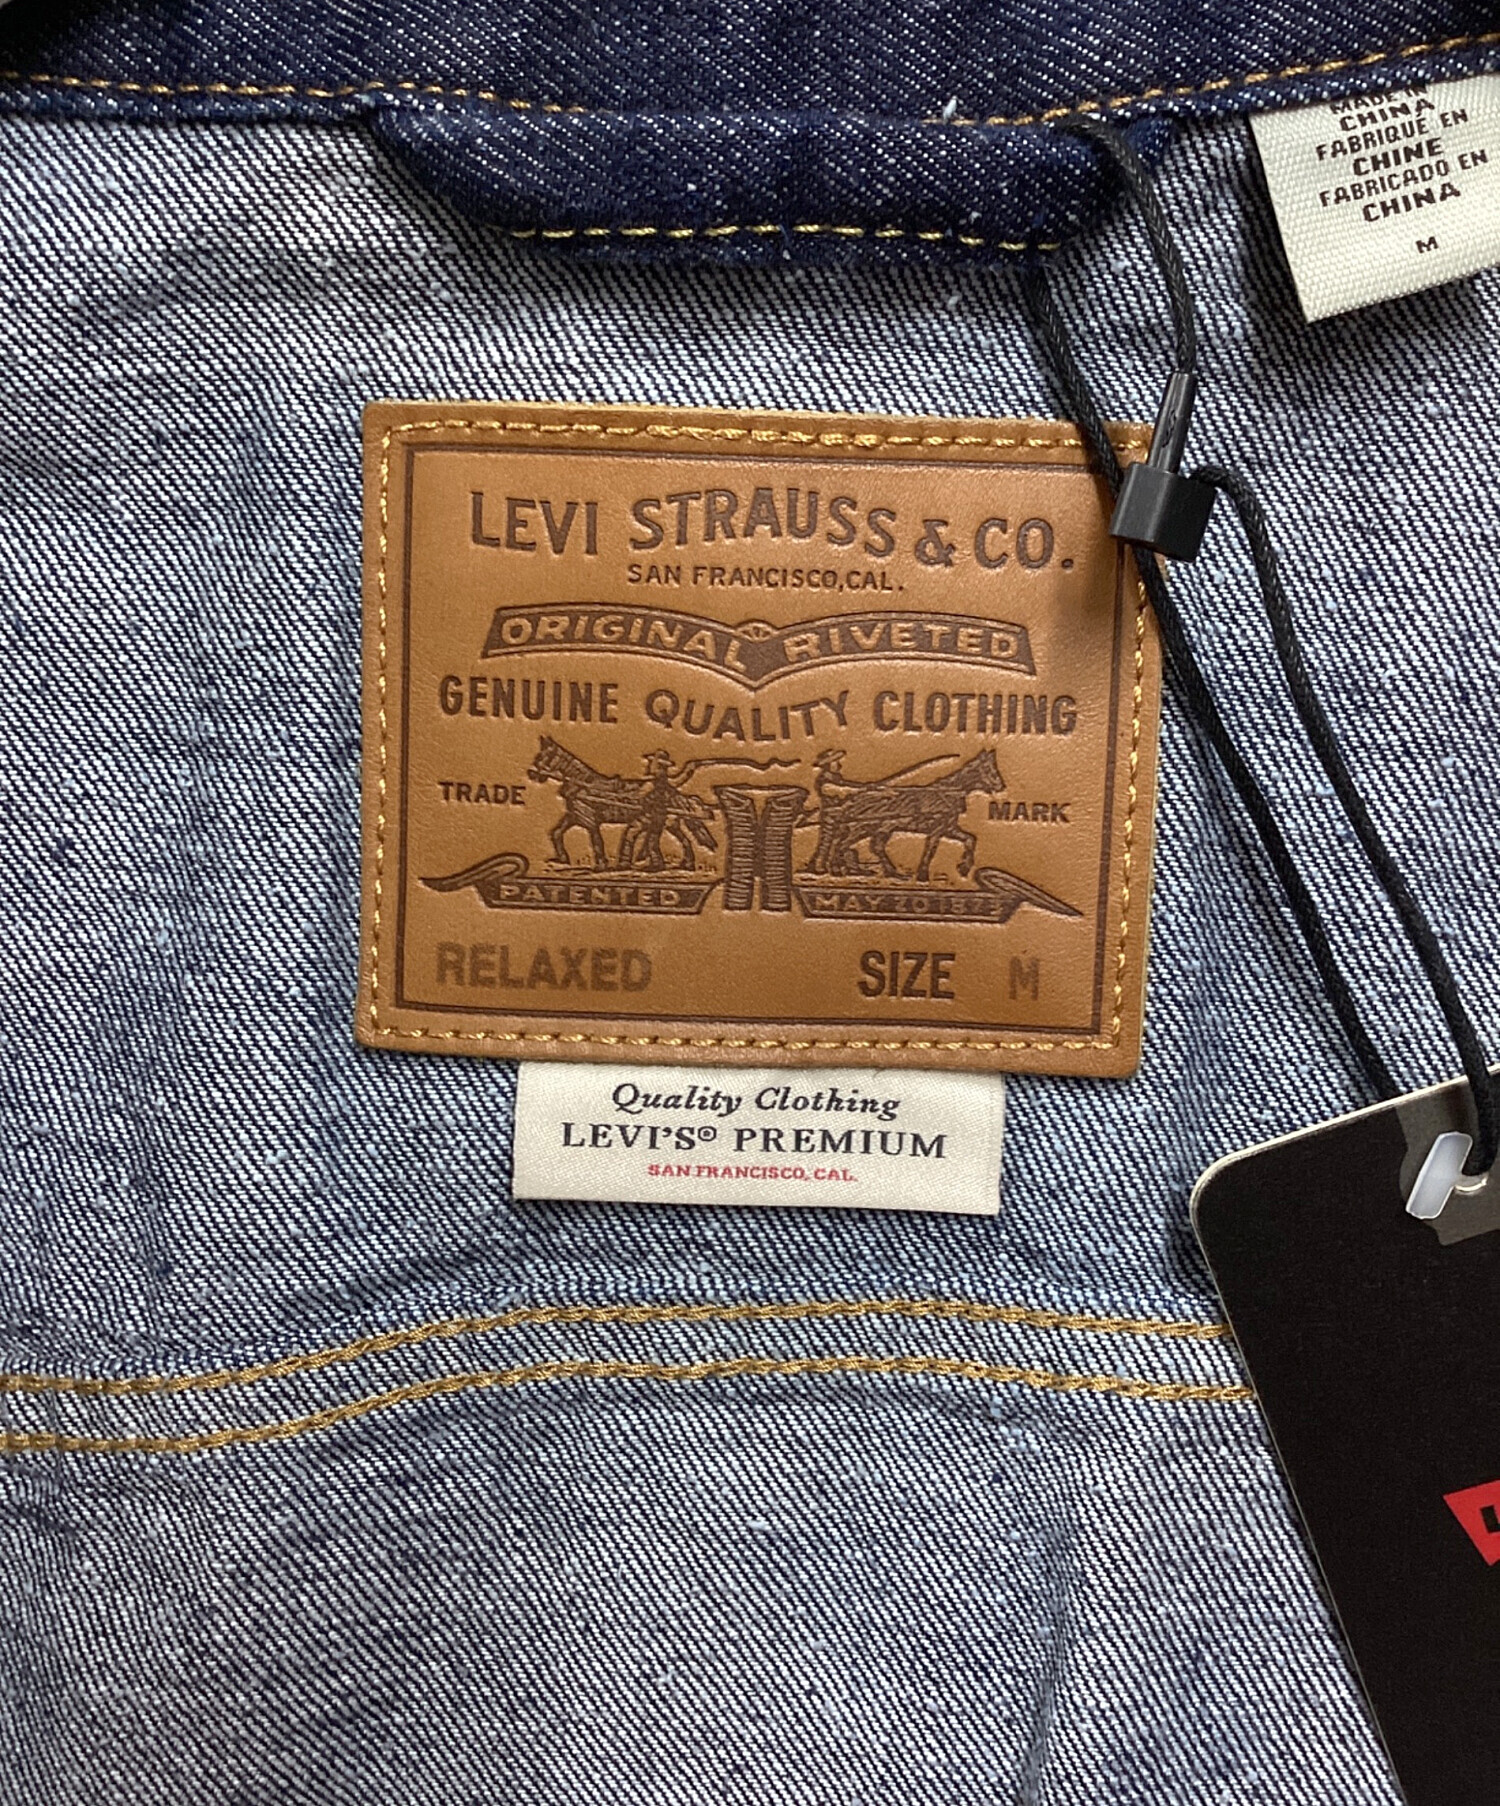 MADE IN
CHINA
FABRIQUÉ EN
CHINE
FABRICADO EN
CHINA
M
LEVI STRAUSS & CO.
SAN FRANCISCO, CAL.
ORIGINAL RIVETED
GENUINE QUALITY CLOTHING
TRADE MARK
PATENTED MAY 20 1873
RELAXED SIZE M
Quality Clothing
LEVI'S® PREMIUM
SAN FRANCISCO, CAL.